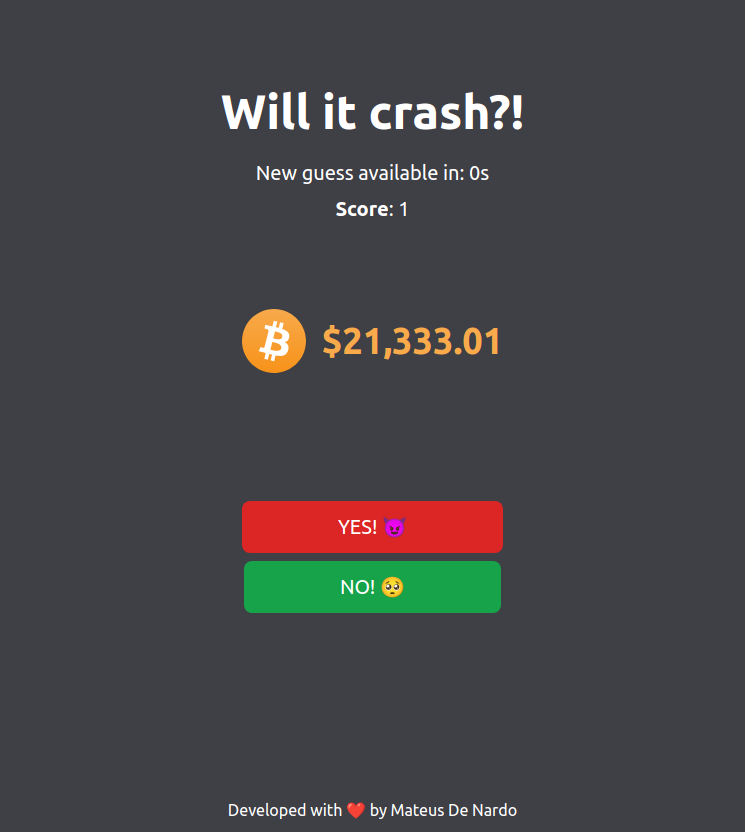 Will it crash?!
New guess available in: 0s
Score: 1
$21,333.01
YES! 😈
NO! 🥺
Developed with ❤️ by Mateus De Nardo